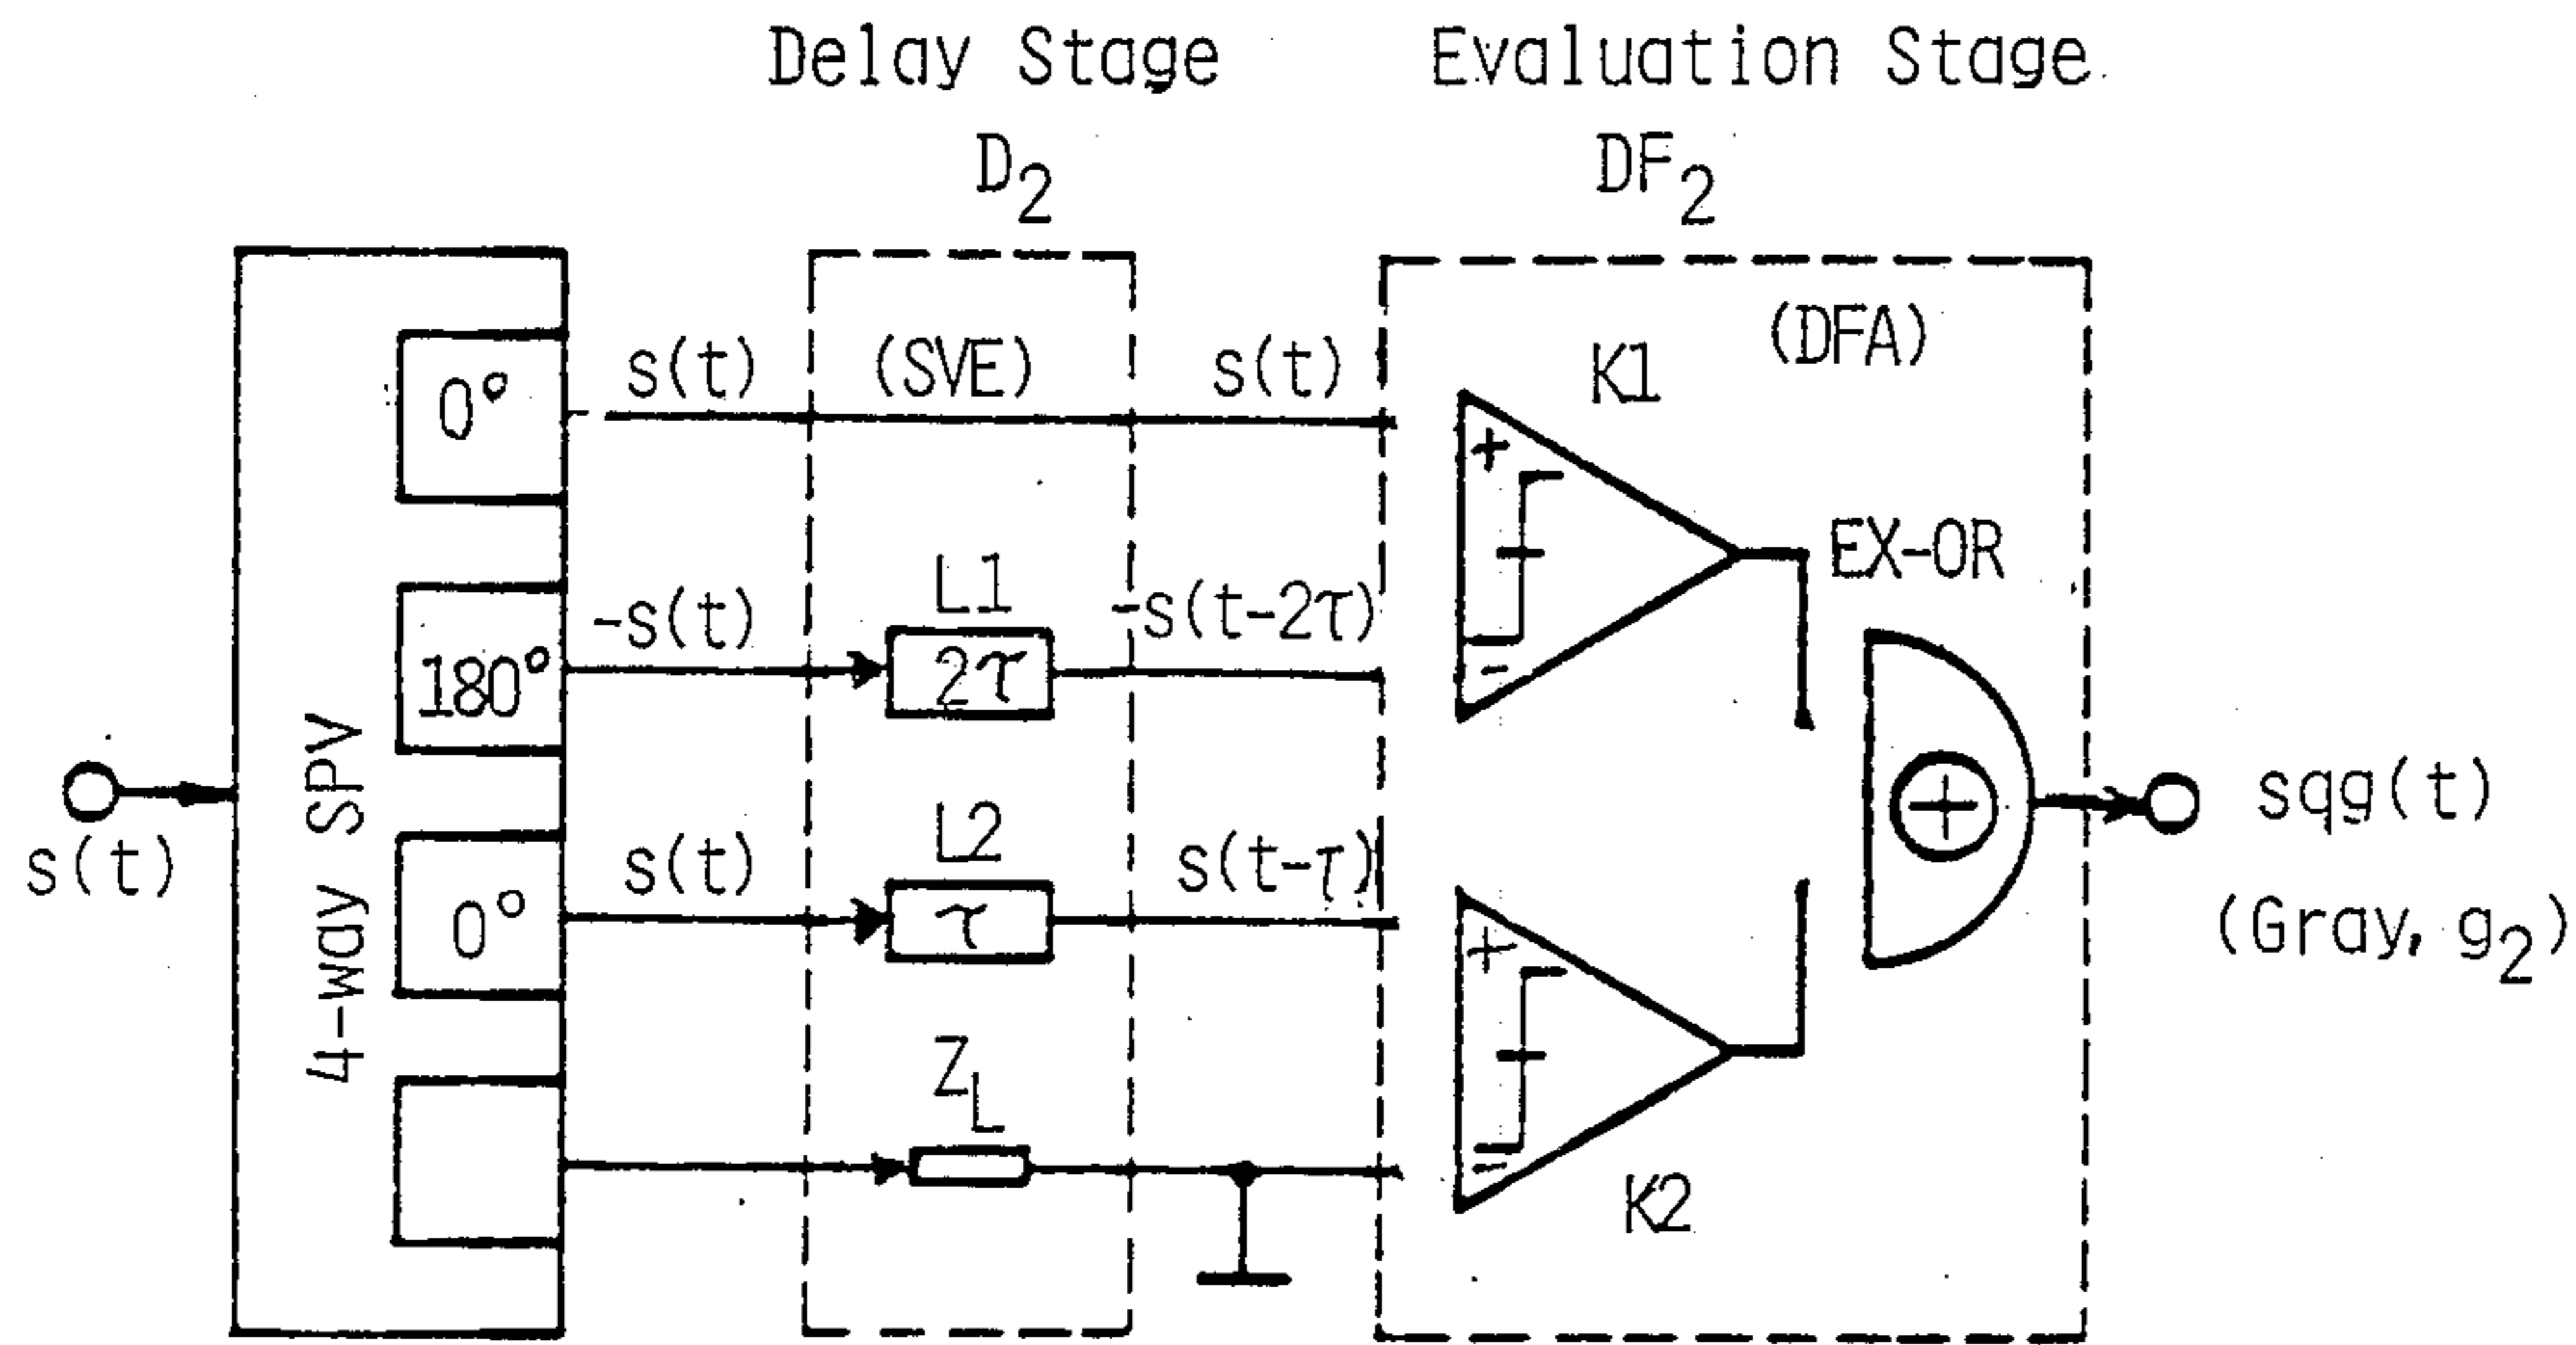 Delay Stage
D2
Evaluation Stage
DF2
s(t)
4-way SPV
0°
180°
0°
s(t)
-s(t)
s(t)
(SVE)
L1
2τ
L2
τ
ZL
s(t)
-s(t-2τ)
s(t-τ)
(DFA)
K1
+
-
EX-OR
+
-
K2
+
sqg(t)
(Gray, g2)